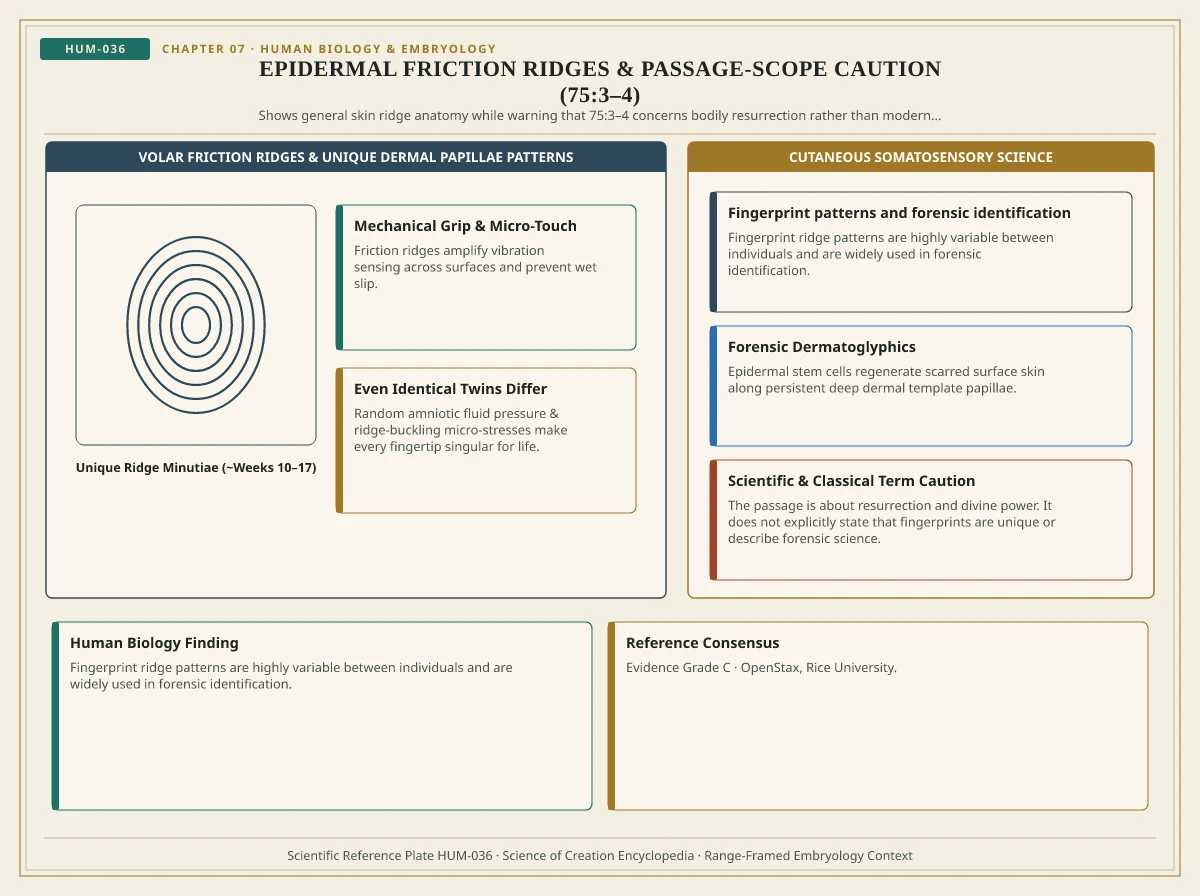 HUM-036
CHAPTER 07 · HUMAN BIOLOGY & EMBRYOLOGY
EPIDERMAL FRICTION RIDGES & PASSAGE-SCOPE CAUTION
(75:3–4)
Shows general skin ridge anatomy while warning that 75:3–4 concerns bodily resurrection rather than modern…
VOLAR FRICTION RIDGES & UNIQUE DERMAL PAPILLAE PATTERNS
Unique Ridge Minutiae (~Weeks 10–17)
Mechanical Grip & Micro-Touch
Friction ridges amplify vibration
sensing across surfaces and prevent wet
slip.
Even Identical Twins Differ
Random amniotic fluid pressure &
ridge-buckling micro-stresses make
every fingertip singular for life.
CUTANEOUS SOMATOSENSORY SCIENCE
Fingerprint patterns and forensic identification
Fingerprint ridge patterns are highly variable between
individuals and are widely used in forensic
identification.
Forensic Dermatoglyphics
Epidermal stem cells regenerate scarred surface skin
along persistent deep dermal template papillae.
Scientific & Classical Term Caution
The passage is about resurrection and divine power. It
does not explicitly state that fingerprints are unique or
describe forensic science.
Human Biology Finding
Fingerprint ridge patterns are highly variable between individuals and are
widely used in forensic identification.
Reference Consensus
Evidence Grade C · OpenStax, Rice University.
Scientific Reference Plate HUM-036 · Science of Creation Encyclopedia · Range-Framed Embryology Context